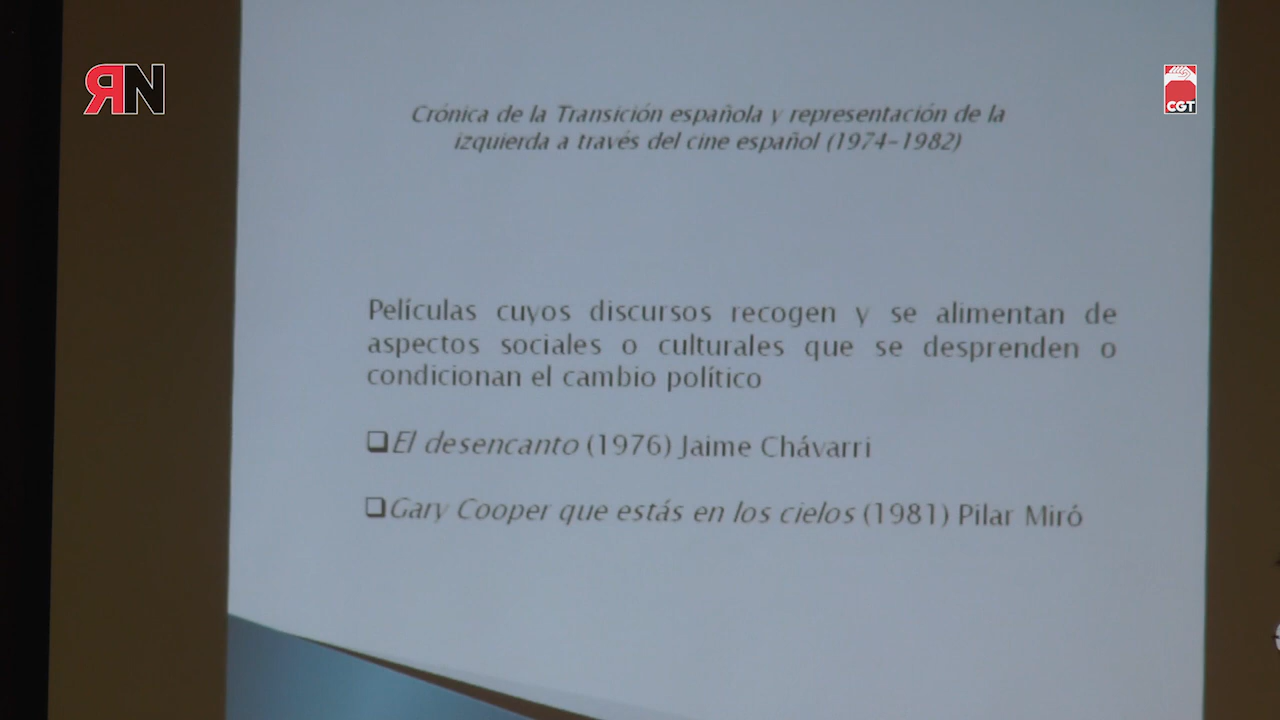 ЯN
CGT
Crónica de la Transición española y representación de la
izquierda a través del cine español (1974-1982)
Películas cuyos discursos recogen y se alimentan de
aspectos sociales o culturales que se desprenden o
condicionan el cambio político
❑El desencanto (1976) Jaime Chávarri
❑Gary Cooper que estás en los cielos (1981) Pilar Miró